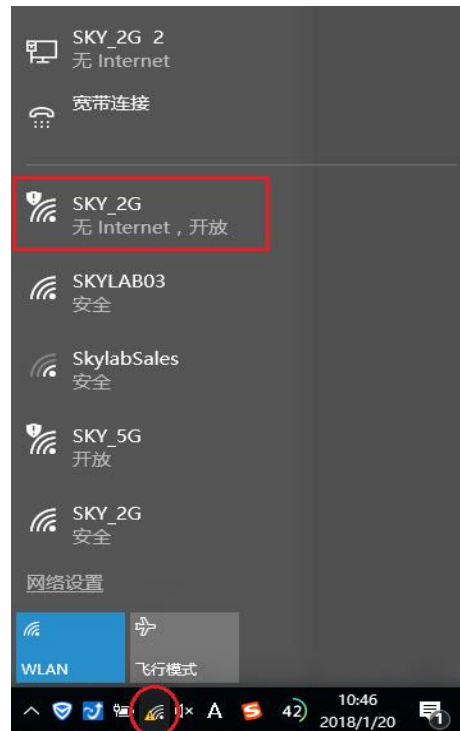 SKY_2G 2
无 Internet
宽带连接
SKY_2G
无 Internet，开放
SKYLAB03
安全
SkylabSales
安全
SKY_5G
开放
SKY_2G
安全
网络设置
WLAN
飞行模式
A
42
10:46
2018/1/20
1